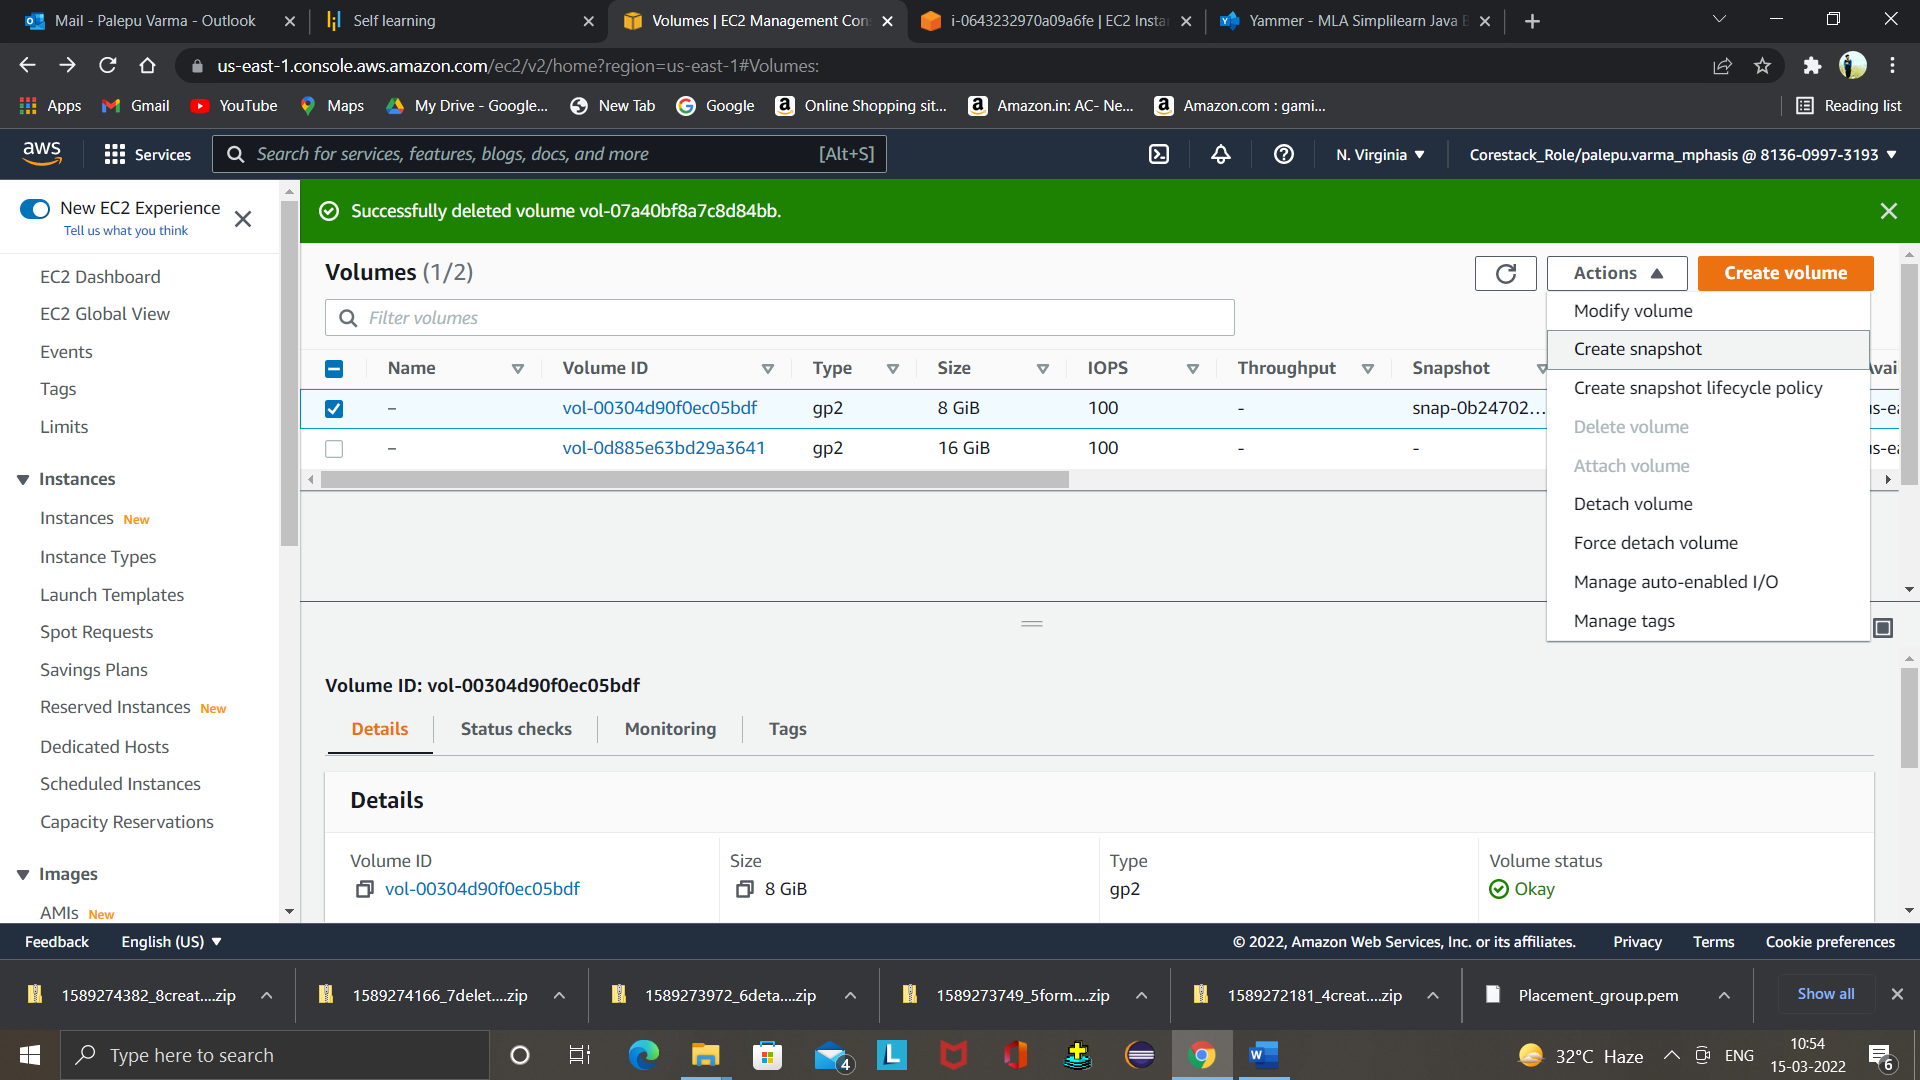 Mail - Palepu Varma - Outlook
Self learning
Volumes | EC2 Management Con
i-0643232970a09a6fe | EC2 Instan
Yammer - MLA Simplilearn Java B
us-east-1.console.aws.amazon.com/ec2/v2/home?region=us-east-1#Volumes:
Apps
Gmail
YouTube
Maps
My Drive - Google...
New Tab
Google
Online Shopping sit...
Amazon.in: AC- Ne...
Amazon.com : gami...
Reading list
aws
Services
Search for services, features, blogs, docs, and more [Alt+S]
N. Virginia
Corestack_Role/palepu.varma_mphasis @ 8136-0997-3193
New EC2 Experience
Tell us what you think
EC2 Dashboard
EC2 Global View
Events
Tags
Limits
Instances
Instances New
Instance Types
Launch Templates
Spot Requests
Savings Plans
Reserved Instances New
Dedicated Hosts
Scheduled Instances
Capacity Reservations
Images
AMIs New
Successfully deleted volume vol-07a40bf8a7c8d84bb.
Volumes (1/2)
Actions
Create volume
Filter volumes
Modify volume
Create snapshot
Create snapshot lifecycle policy
Delete volume
Attach volume
Detach volume
Force detach volume
Manage auto-enabled I/O
Manage tags
Name Volume ID Type Size IOPS Throughput Snapshot Avai
– vol-00304d90f0ec05bdf gp2 8 GiB 100 - snap-0b24702... us-ea
– vol-0d885e63bd29a3641 gp2 16 GiB 100 - - us-ea
Volume ID: vol-00304d90f0ec05bdf
Details
Status checks
Monitoring
Tags
Details
Volume ID Size Type Volume status
vol-00304d90f0ec05bdf 8 GiB gp2 Okay
Feedback English (US)
© 2022, Amazon Web Services, Inc. or its affiliates. Privacy Terms Cookie preferences
1589274382_8creat....zip
1589274166_7delet....zip
1589273972_6deta....zip
1589273749_5form....zip
1589272181_4creat....zip
Placement_group.pem
Show all
Type here to search
4
L
32°C Haze
ENG
10:54
15-03-2022
6